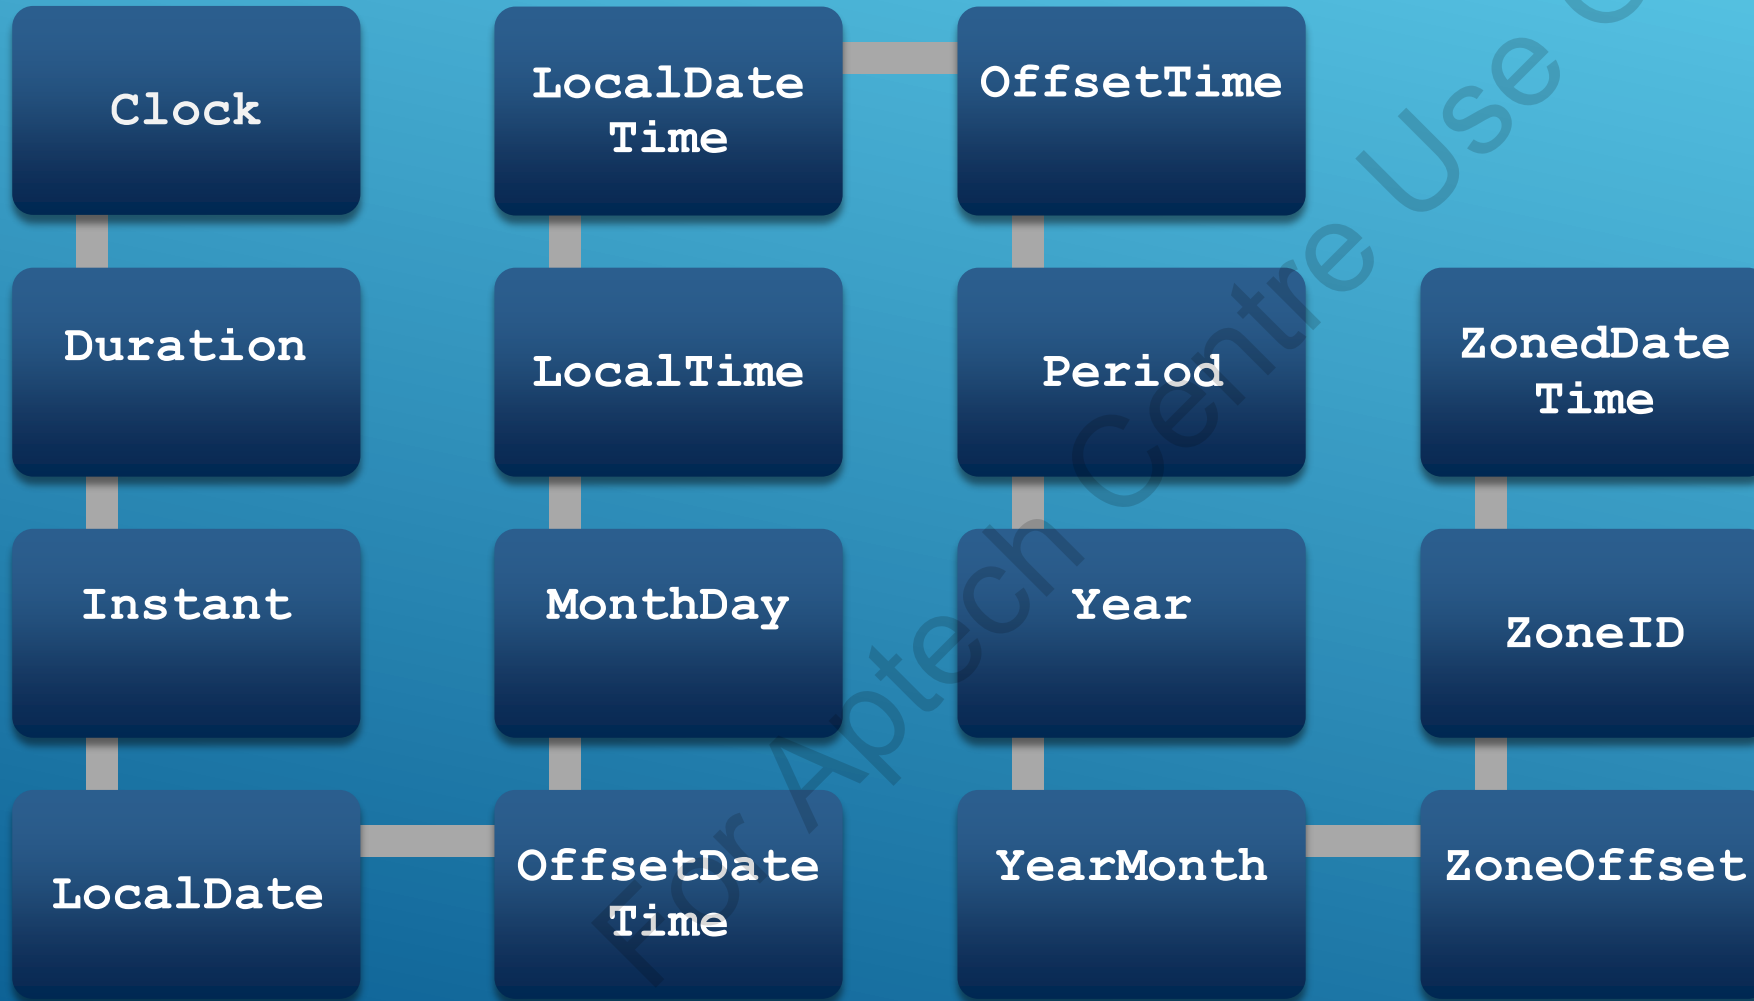 Clock
Duration
Instant
LocalDate
OffsetDate
Time
MonthDay
LocalTime
LocalDate
Time
OffsetTime
Period
Year
YearMonth
ZoneOffset
ZoneID
ZonedDate
Time
For Aptech Centre Use